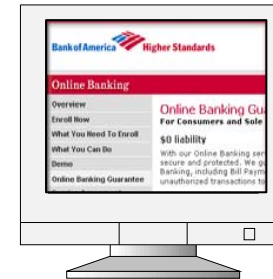 Bank of America Higher Standards
Online Banking
Overview
Enroll Now
What You Need To Enroll
What You Can Do
Demo
Online Banking Guarantee
Online Banking Gua
For Consumers and Sole
$0 liability
With our Online Banking ser
secure and protected. We gu
Banking, including Bill Paym
unauthorized transactions to